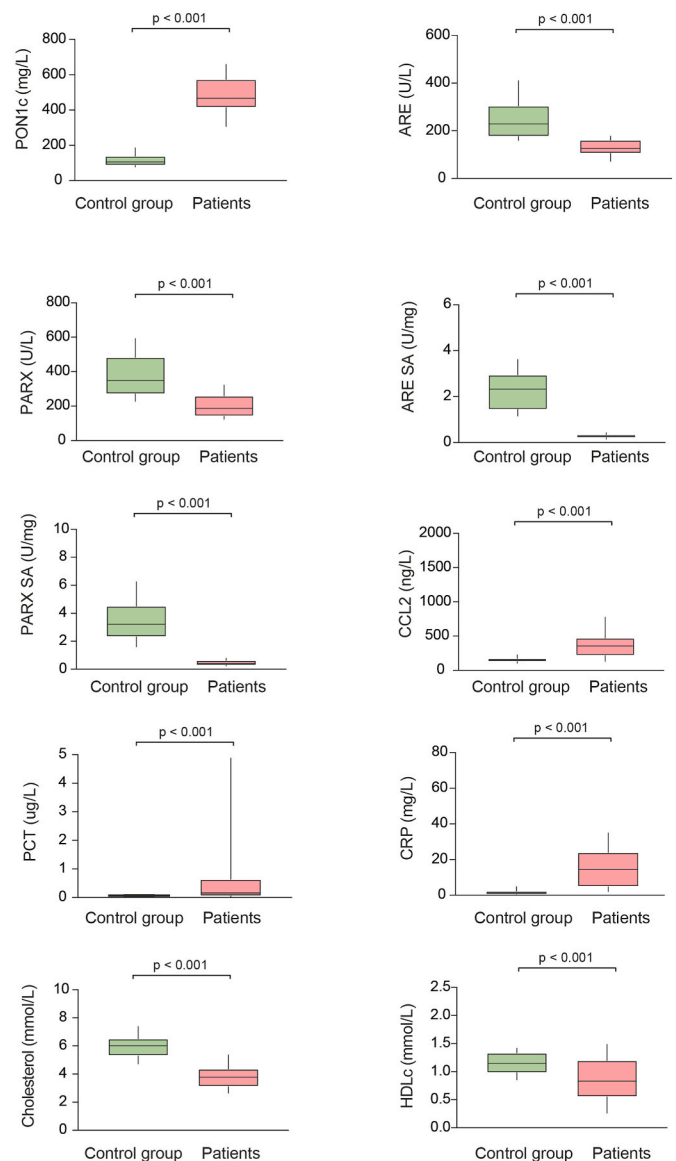 p < 0.001
PON1c (mg/L)
800
600
400
200
0
Control group Patients
p < 0.001
ARE
(U/L)
600
400
200
0
Control group Patients
p < 0.001
PARX (U/L)
800
600
400
200
0
Control group Patients
p < 0.001
ARE SA (U/mg)
6
4
2
0
Control group Patients
p < 0.001
PARX SA (U/mg)
10
8
6
4
2
0
Control group Patients
p < 0.001
CCL2
(ng/L)
2000
1500
1000
500
0
Control group Patients
p < 0.001
PCT
(ug/L)
5
4
3
2
1
0
Control group Patients
p < 0.001
CRP
(mg/L)
80
60
40
20
0
Control group Patients
p < 0.001
Cholesterol (mmol/L)
10
8
6
4
2
0
Control group Patients
p < 0.001
HDLc (mmol/L)
2.5
2.0
1.5
1.0
0.5
0.0
Control group Patients